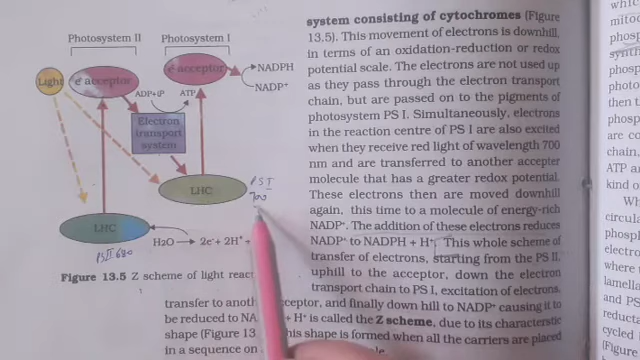 Photosystem II Photosystem I
Light
e⁻ acceptor
e⁻ acceptor
NADPH
NADP⁺
ADP+iP ATP
Electron
transport
system
LHC
PS I
700
LHC
PS II 680
H2O → 2e⁻ + 2H⁺ +
Figure 13.5 Z scheme of light
system consisting of cytochromes (Figure
13.5). This movement of electrons is downhill,
in terms of an oxidation-reduction or redox
potential scale. The electrons are not used up
as they pass through the electron transport
chain, but are passed on to the pigments of
photosystem PS I. Simultaneously, electrons
in the reaction centre of PS I are also excited
when they receive red light of wavelength 700
nm and are transferred to another accepter
molecule that has a greater redox potential.
These electrons then are moved downhill
again, this time to a molecule of energy-rich
NADP⁺. The addition of these electrons reduces
NADP⁺ to NADPH + H⁺. This whole scheme of
transfer of electrons, starting from the PS II,
uphill to the acceptor, down the electron
transport chain to PS I, excitation of electrons,
transfer to another acceptor, and finally down hill to NADP⁺ causing it to
be reduced to + H⁺ is called the Z scheme, due to its characterstic
shape (Figure 13 This shape is formed when all the carriers are placed
in a sequence on